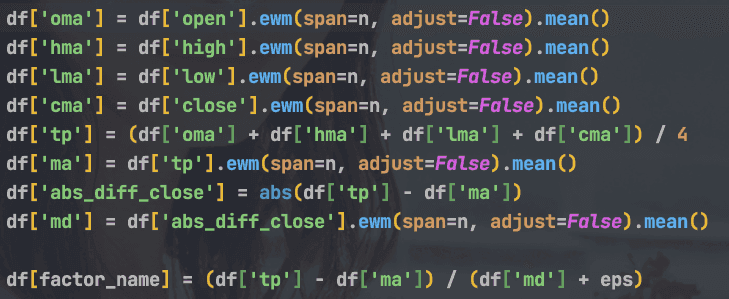 df['oma'] = df['open'].ewm(span=n, adjust=False).mean()
df['hma'] = df['high'].ewm(span=n, adjust=False).mean()
df['lma'] = df['low'].ewm(span=n, adjust=False).mean()
df['cma'] = df['close'].ewm(span=n, adjust=False).mean()
df['tp'] = (df['oma'] + df['hma'] + df['lma'] + df['cma']) / 4
df['ma'] = df['tp'].ewm(span=n, adjust=False).mean()
df['abs_diff_close'] = abs(df['tp'] - df['ma'])
df['md'] = df['abs_diff_close'].ewm(span=n, adjust=False).mean()
df[factor_name] = (df['tp'] - df['ma']) / (df['md'] + eps)